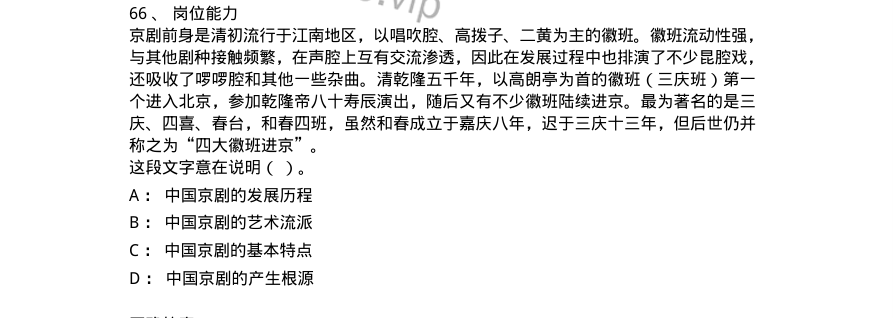 .vip
66 、 岗位能力
京剧前身是清初流行于江南地区，以唱吹腔、高拨子、二黄为主的徽班。徽班流动性强，
与其他剧种接触频繁，在声腔上互有交流渗透，因此在发展过程中也排演了不少昆腔戏，
还吸收了啰啰腔和其他一些杂曲。清乾隆五千年，以高朗亭为首的徽班（三庆班）第一
个进入北京，参加乾隆帝八十寿辰演出，随后又有不少徽班陆续进京。最为著名的是三
庆、四喜、春台，和春四班，虽然和春成立于嘉庆八年，迟于三庆十三年，但后世仍并
称之为“四大徽班进京”。
这段文字意在说明（ ）。
A： 中国京剧的发展历程
B： 中国京剧的艺术流派
C： 中国京剧的基本特点
D： 中国京剧的产生根源